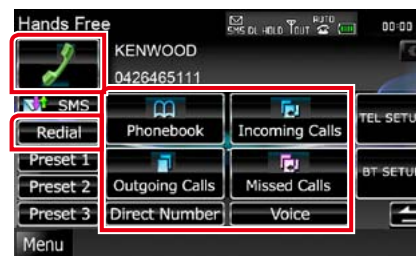 Hands Free
SMS DL HOLD TOUT AUTO 00:00
KENWOOD
0426465111
SMS
Redial
Phonebook
Incoming Calls
TEL SETU
Preset 1
Preset 2
Outgoing Calls
Missed Calls
BT SETU
Preset 3
Direct Number
Voice
Menu